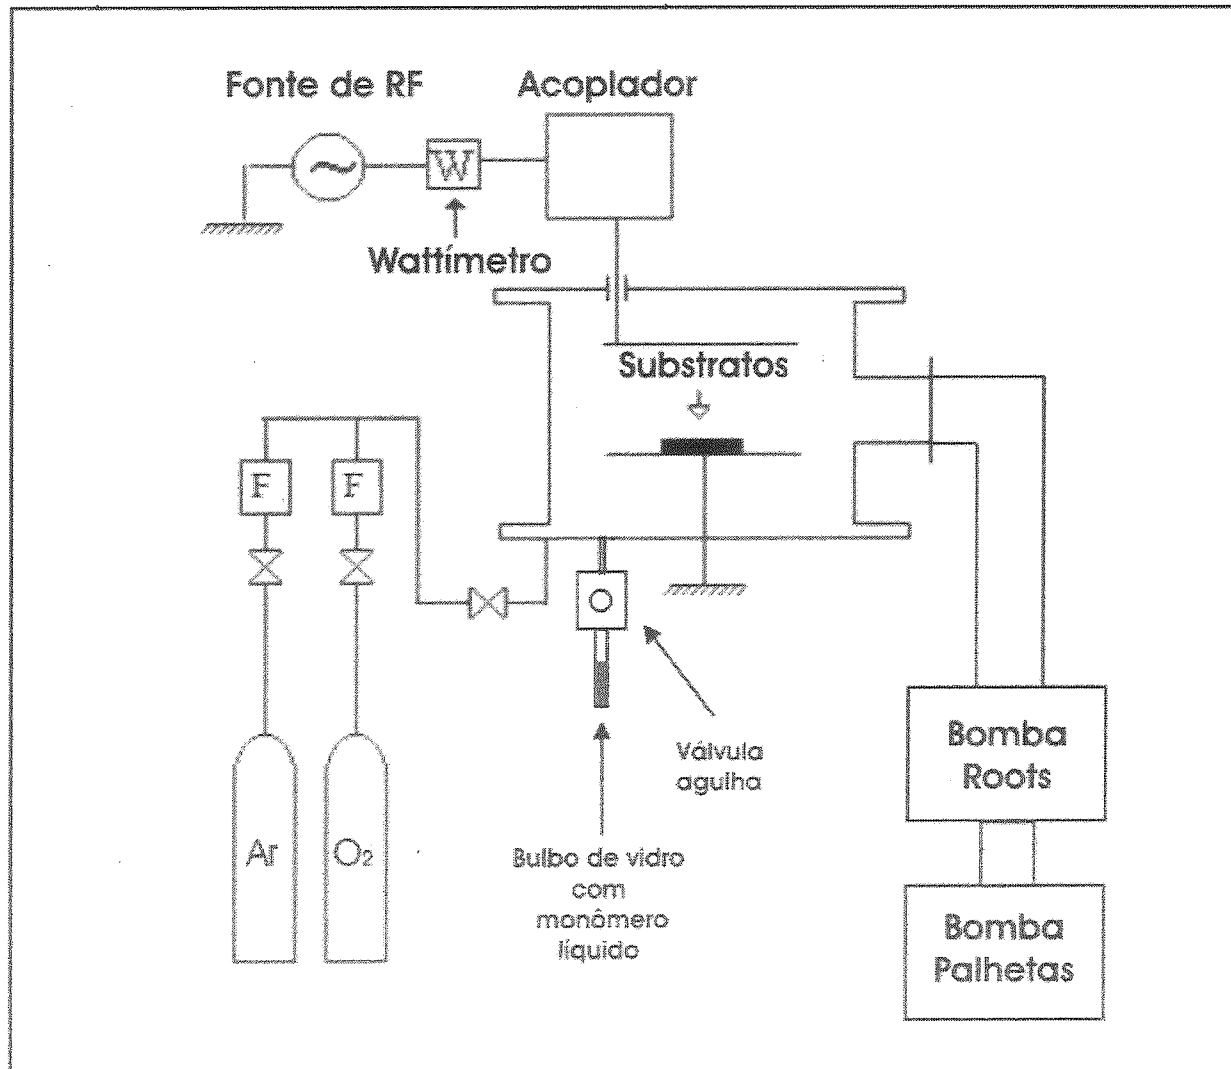 Fonte de RF
Acoplador
W
Wattímetro
Substratos
F
F
Válvula
agulha
Bomba
Roots
Ar
O₂
Bulbo de vidro
com
monômero
líquido
Bomba
Palhetas